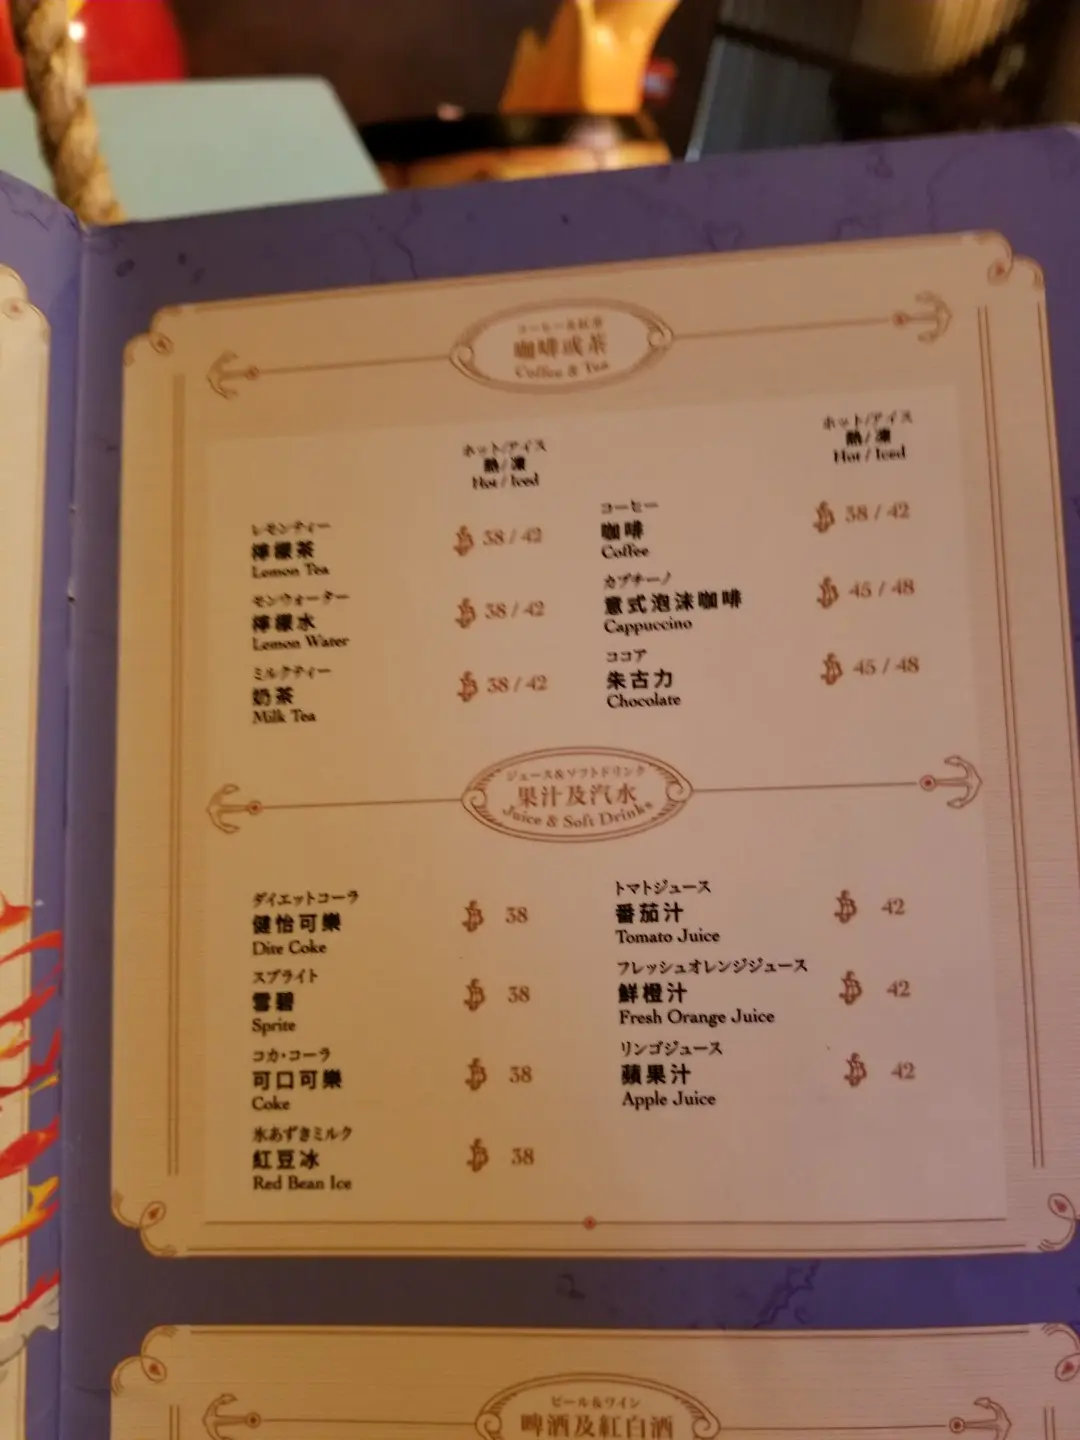 コーヒー&紅茶
咖啡或茶
Coffee & Tea
ホット/アイス
熱/凍
Hot / Iced
レモンティー
檸檬茶
Lemon Tea
38 / 42
モンウォーター
檸檬水
Lemon Water
38 / 42
ミルクティー
奶茶
Milk Tea
38 / 42
ホット/アイス
熱/凍
Hot / Iced
コーヒー
咖啡
Coffee
38 / 42
カプチーノ
意式泡沫咖啡
Cappuccino
45 / 48
ココア
朱古力
Chocolate
45 / 48
ジュース&ソフトドリンク
果汁及汽水
Juice & Soft Drinks
ダイエットコーラ
健怡可樂
Dite Coke
38
スプライト
雪碧
Sprite
38
コカ・コーラ
可口可樂
Coke
38
氷あずきミルク
紅豆冰
Red Bean Ice
38
トマトジュース
番茄汁
Tomato Juice
42
フレッシュオレンジジュース
鮮橙汁
Fresh Orange Juice
42
リンゴジュース
蘋果汁
Apple Juice
42
ビール&ワイン
啤酒及紅白酒